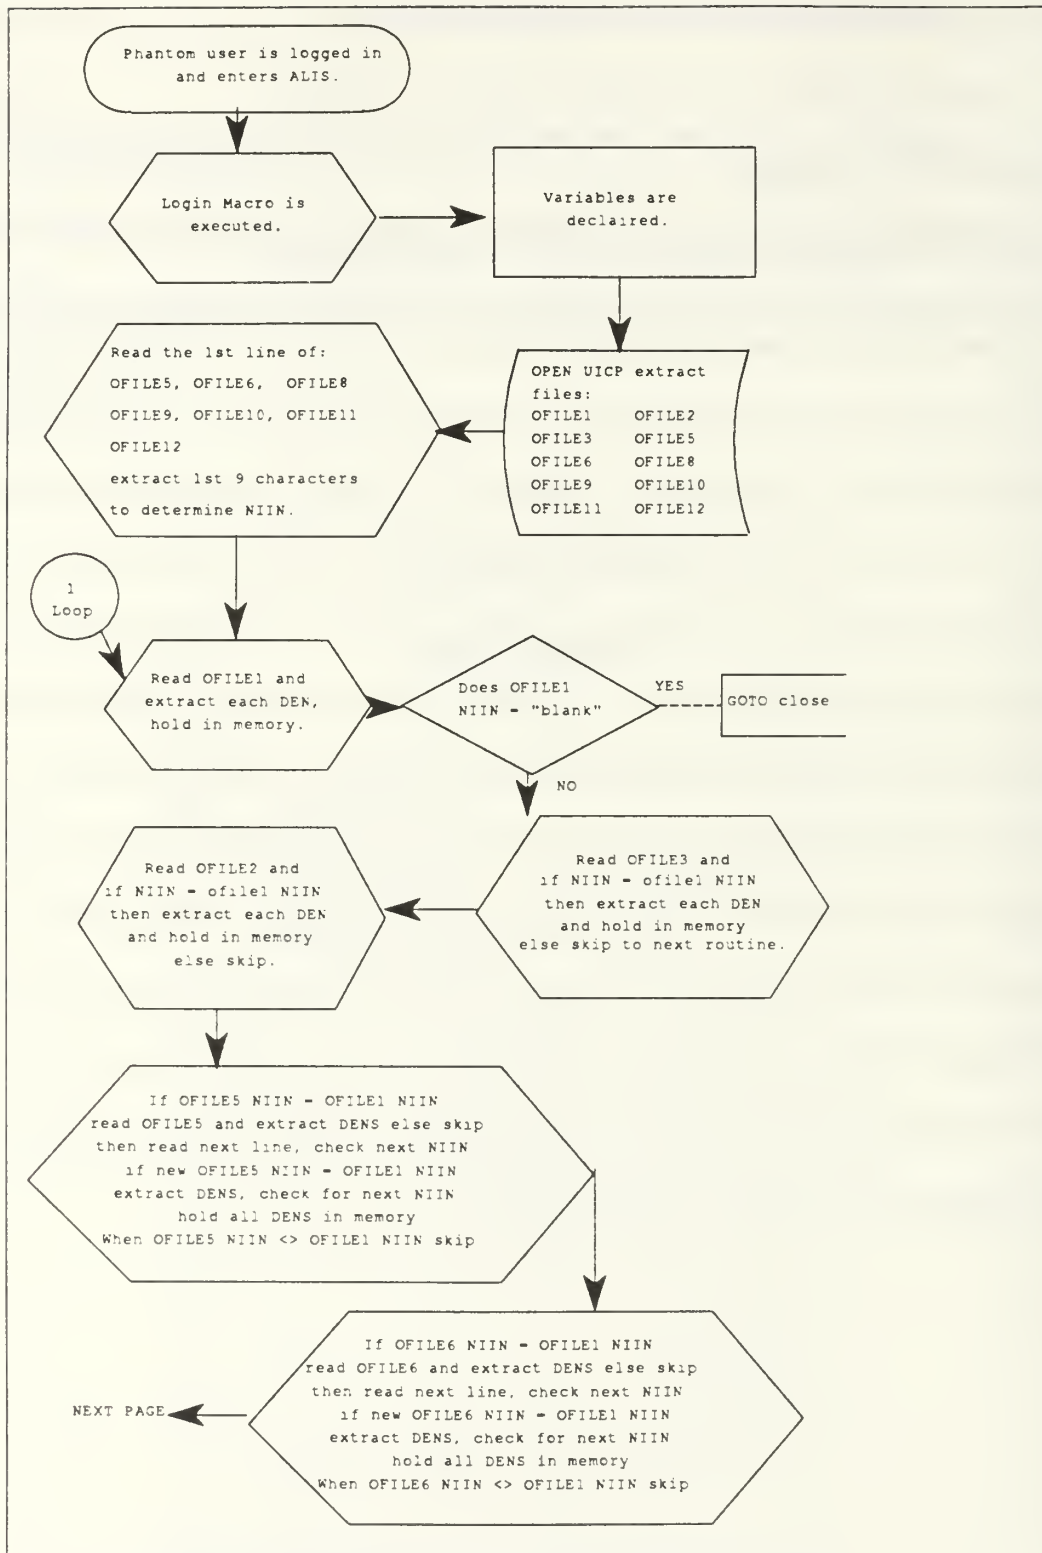 Phantom user is logged in
and enters ALIS.
Login Macro is
executed.
Variables are
declaired.
OPEN UICP extract
files:
OFILE1 OFILE2
OFILE3 OFILE5
OFILE6 OFILE8
OFILE9 OFILE10
OFILE11 OFILE12
Read the 1st line of:
OFILE5, OFILE6, OFILE8
OFILE9, OFILE10, OFILE11
OFILE12
extract 1st 9 characters
to determine NIIN.
1
Loop
Read OFILE1 and
extract each DEN,
hold in memory.
Does OFILE1
NIIN = "blank"
YES
GOTO close
NO
Read OFILE3 and
if NIIN = ofile1 NIIN
then extract each DEN
and hold in memory
else skip to next routine.
Read OFILE2 and
if NIIN = ofile1 NIIN
then extract each DEN
and hold in memory
else skip.
If OFILE5 NIIN = OFILE1 NIIN
read OFILE5 and extract DENS else skip
then read next line, check next NIIN
if new OFILE5 NIIN = OFILE1 NIIN
extract DENS, check for next NIIN
hold all DENS in memory
When OFILE5 NIIN <> OFILE1 NIIN skip
If OFILE6 NIIN = OFILE1 NIIN
read OFILE6 and extract DENS else skip
then read next line, check next NIIN
if new OFILE6 NIIN = OFILE1 NIIN
extract DENS, check for next NIIN
hold all DENS in memory
When OFILE6 NIIN <> OFILE1 NIIN skip
NEXT PAGE